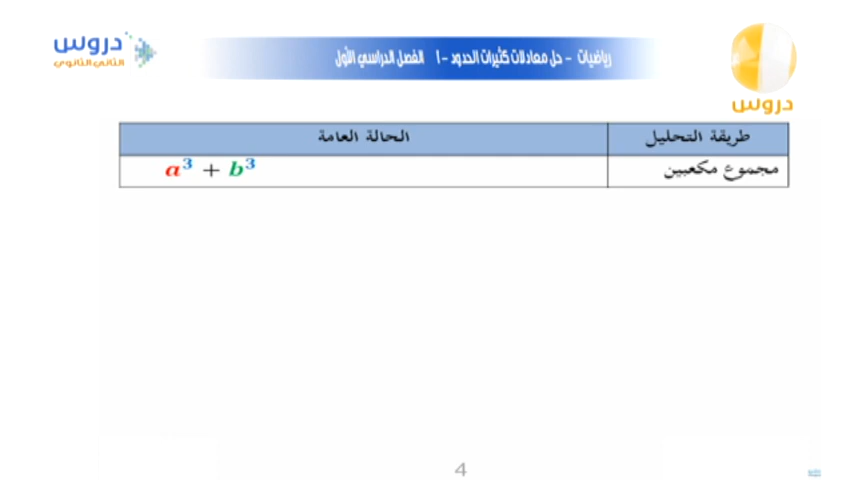 دروس
الثاني الثانوي
رياضيات - حل معادلات كثيرات الحدود - 1 الفصل الدراسي الأول
دروس
طريقة التحليل الحالة العامة
مجموع مكعبين a³ + b³
4